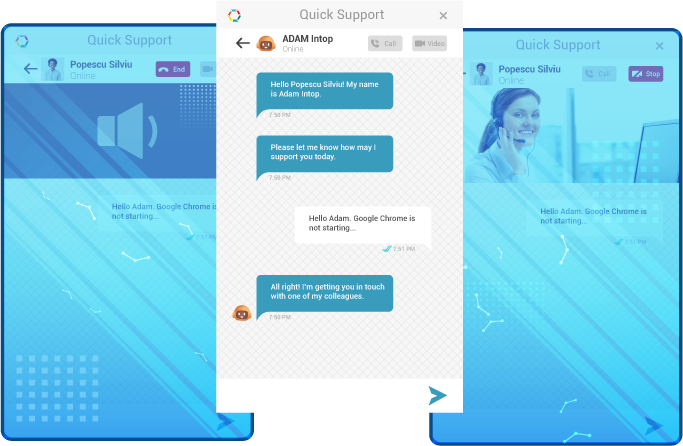 Quick Support
Popescu Silviu
Online
End
Hello Adam. Google Chrome is
not starting...
7:51 PM
Quick Support
ADAM Intop
Online
Call
Video
Hello Popescu Silviu! My name
is Adam Intop.
7:50 PM
Please let me know how may I
support you today.
7:50 PM
Hello Adam. Google Chrome is
not starting...
7:51 PM
All right! I'm getting you in touch
with one of my colleagues.
7:50 PM
Quick Support
Popescu Silviu
Online
Call
Stop
Hello Adam. Google Chrome is
not starting...
7:51 PM